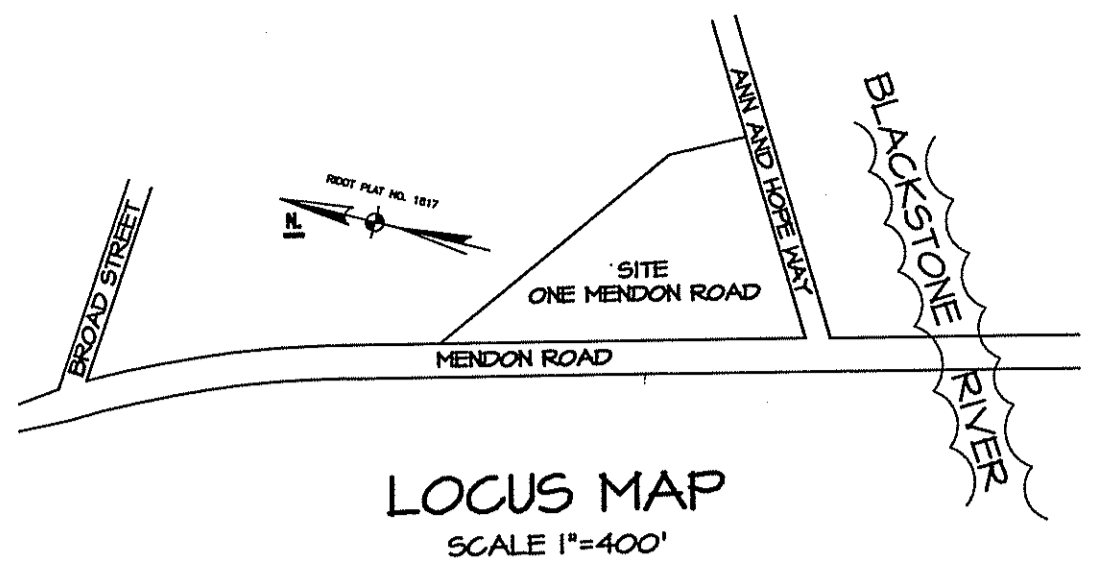 ANN AND HOPE WAY
BLACKSTONE
RIVER
BROAD STREET
RIDOT PLAT NO. 1817
N.
SITE
ONE MENDON ROAD
MENDON ROAD
LOCUS MAP
SCALE 1"=400'